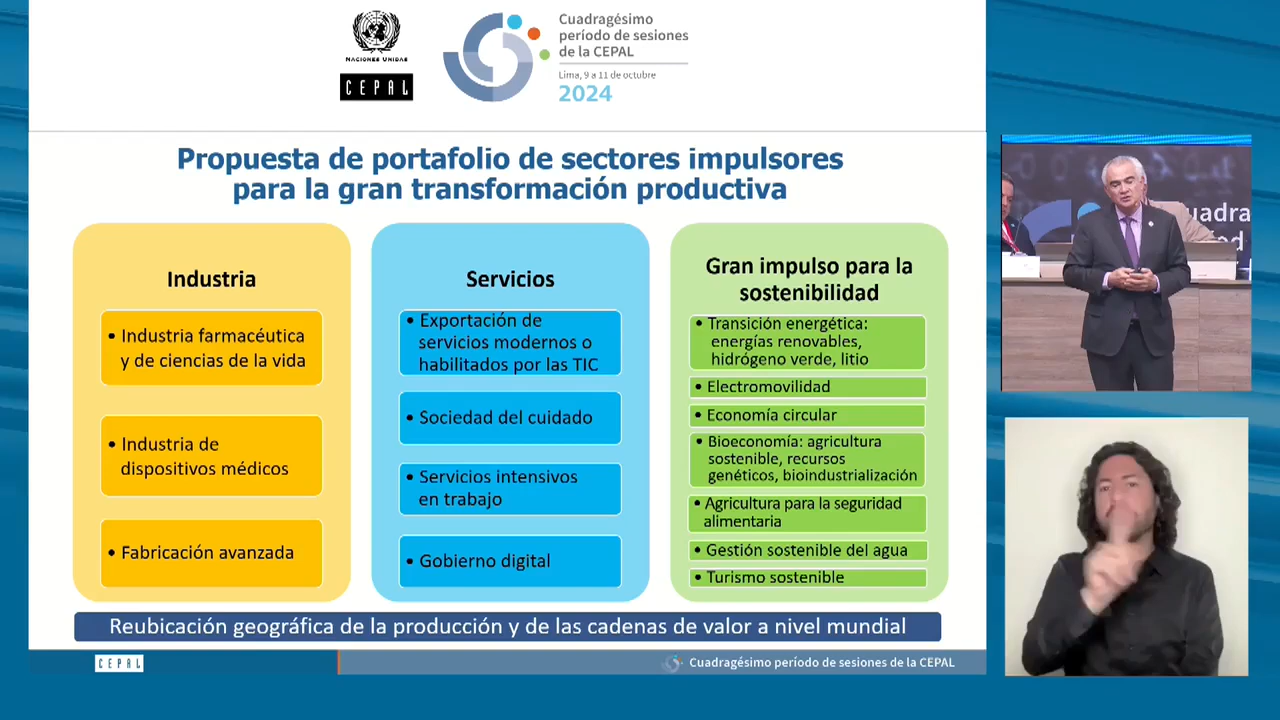 NACIONES UNIDAS
CEPAL
Cuadragésimo
período de sesiones
de la CEPAL
Lima, 9 a 11 de octubre
2024
Propuesta de portafolio de sectores impulsores
para la gran transformación productiva
Industria
• Industria farmacéutica
y de ciencias de la vida
• Industria de
dispositivos médicos
• Fabricación avanzada
Servicios
• Exportación de
servicios modernos o
habilitados por las TIC
• Sociedad del cuidado
• Servicios intensivos
en trabajo
• Gobierno digital
Gran impulso para la
sostenibilidad
• Transición energética:
energías renovables,
hidrógeno verde, litio
• Electromovilidad
• Economía circular
• Bioeconomía: agricultura
sostenible, recursos
genéticos, bioindustrialización
• Agricultura para la seguridad
alimentaria
• Gestión sostenible del agua
• Turismo sostenible
Reubicación geográfica de la producción y de las cadenas de valor a nivel mundial
CEPAL
Cuadragésimo período de sesiones de la CEPAL